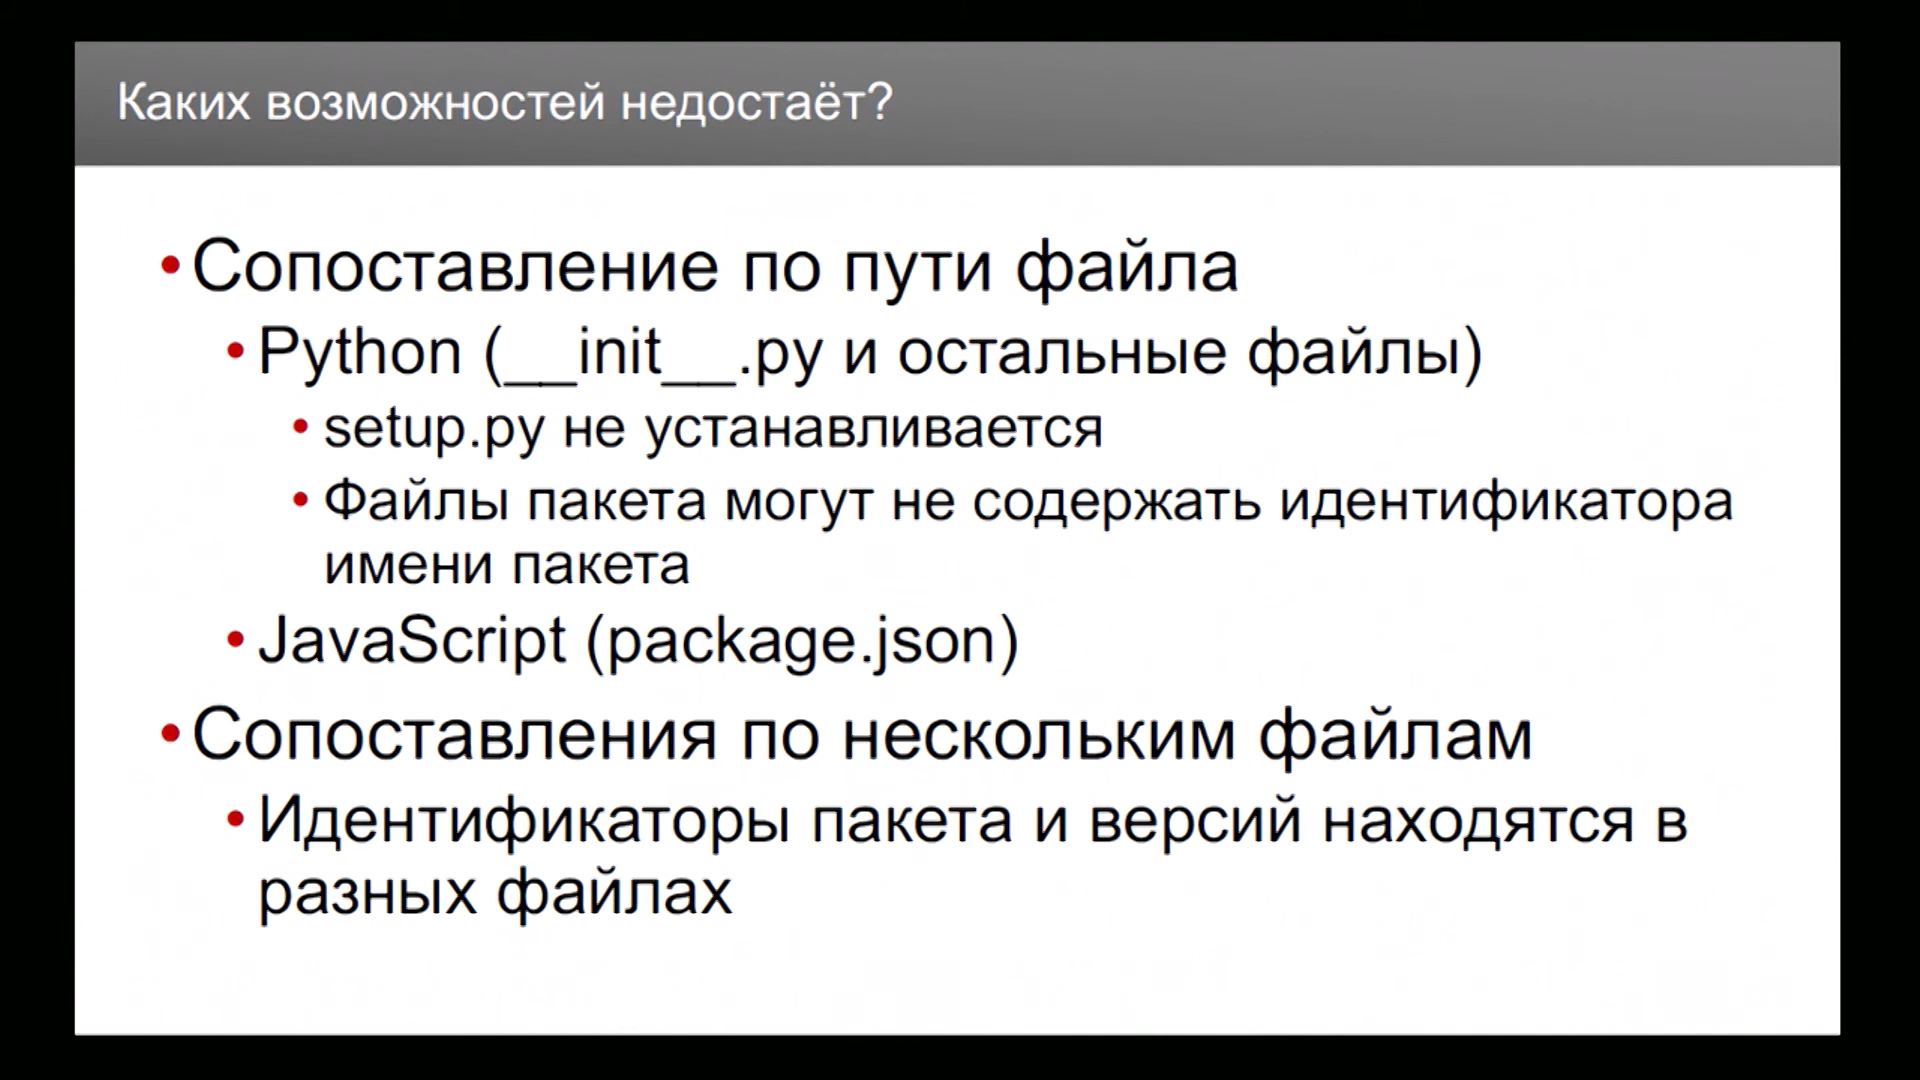 Каких возможностей недостаёт?
•Сопоставление по пути файла
•Python (__init__.py и остальные файлы)
•setup.py не устанавливается
•Файлы пакета могут не содержать идентификатора
имени пакета
•JavaScript (package.json)
•Сопоставления по нескольким файлам
•Идентификаторы пакета и версий находятся в
разных файлах